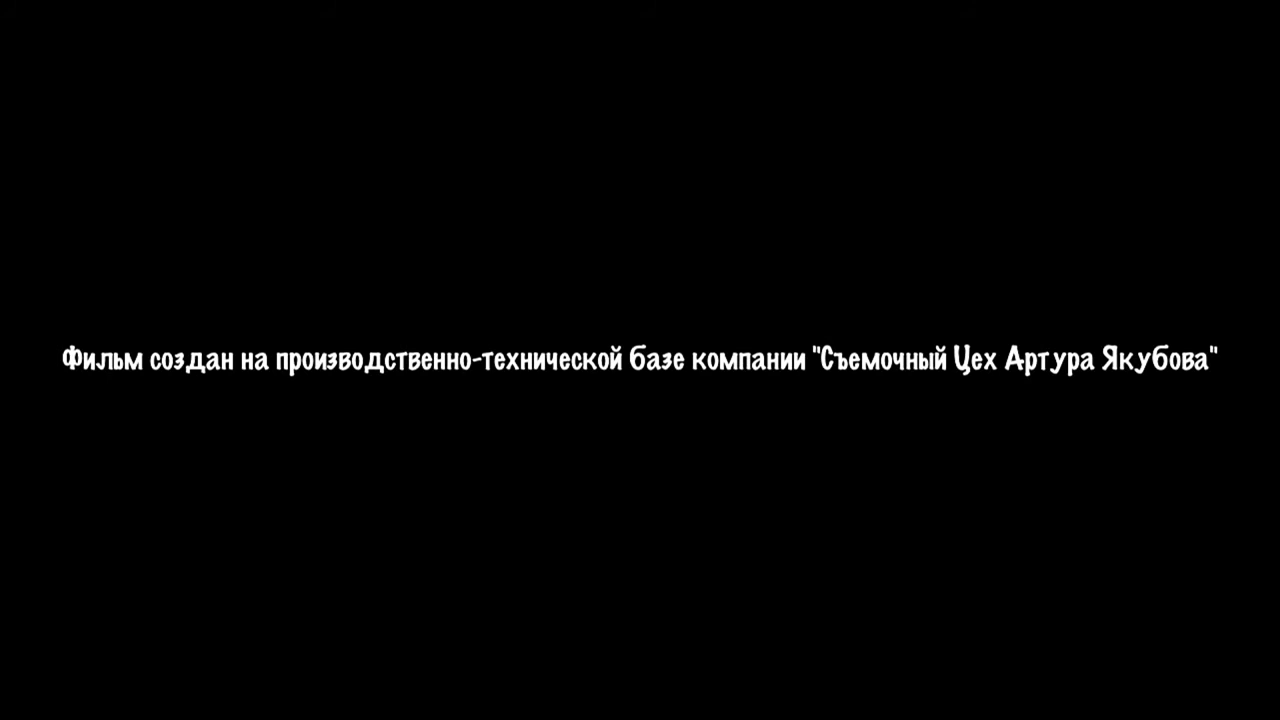 Фильм создан на производственно-технической базе компании "Съемочный Цех Артура Якубова"